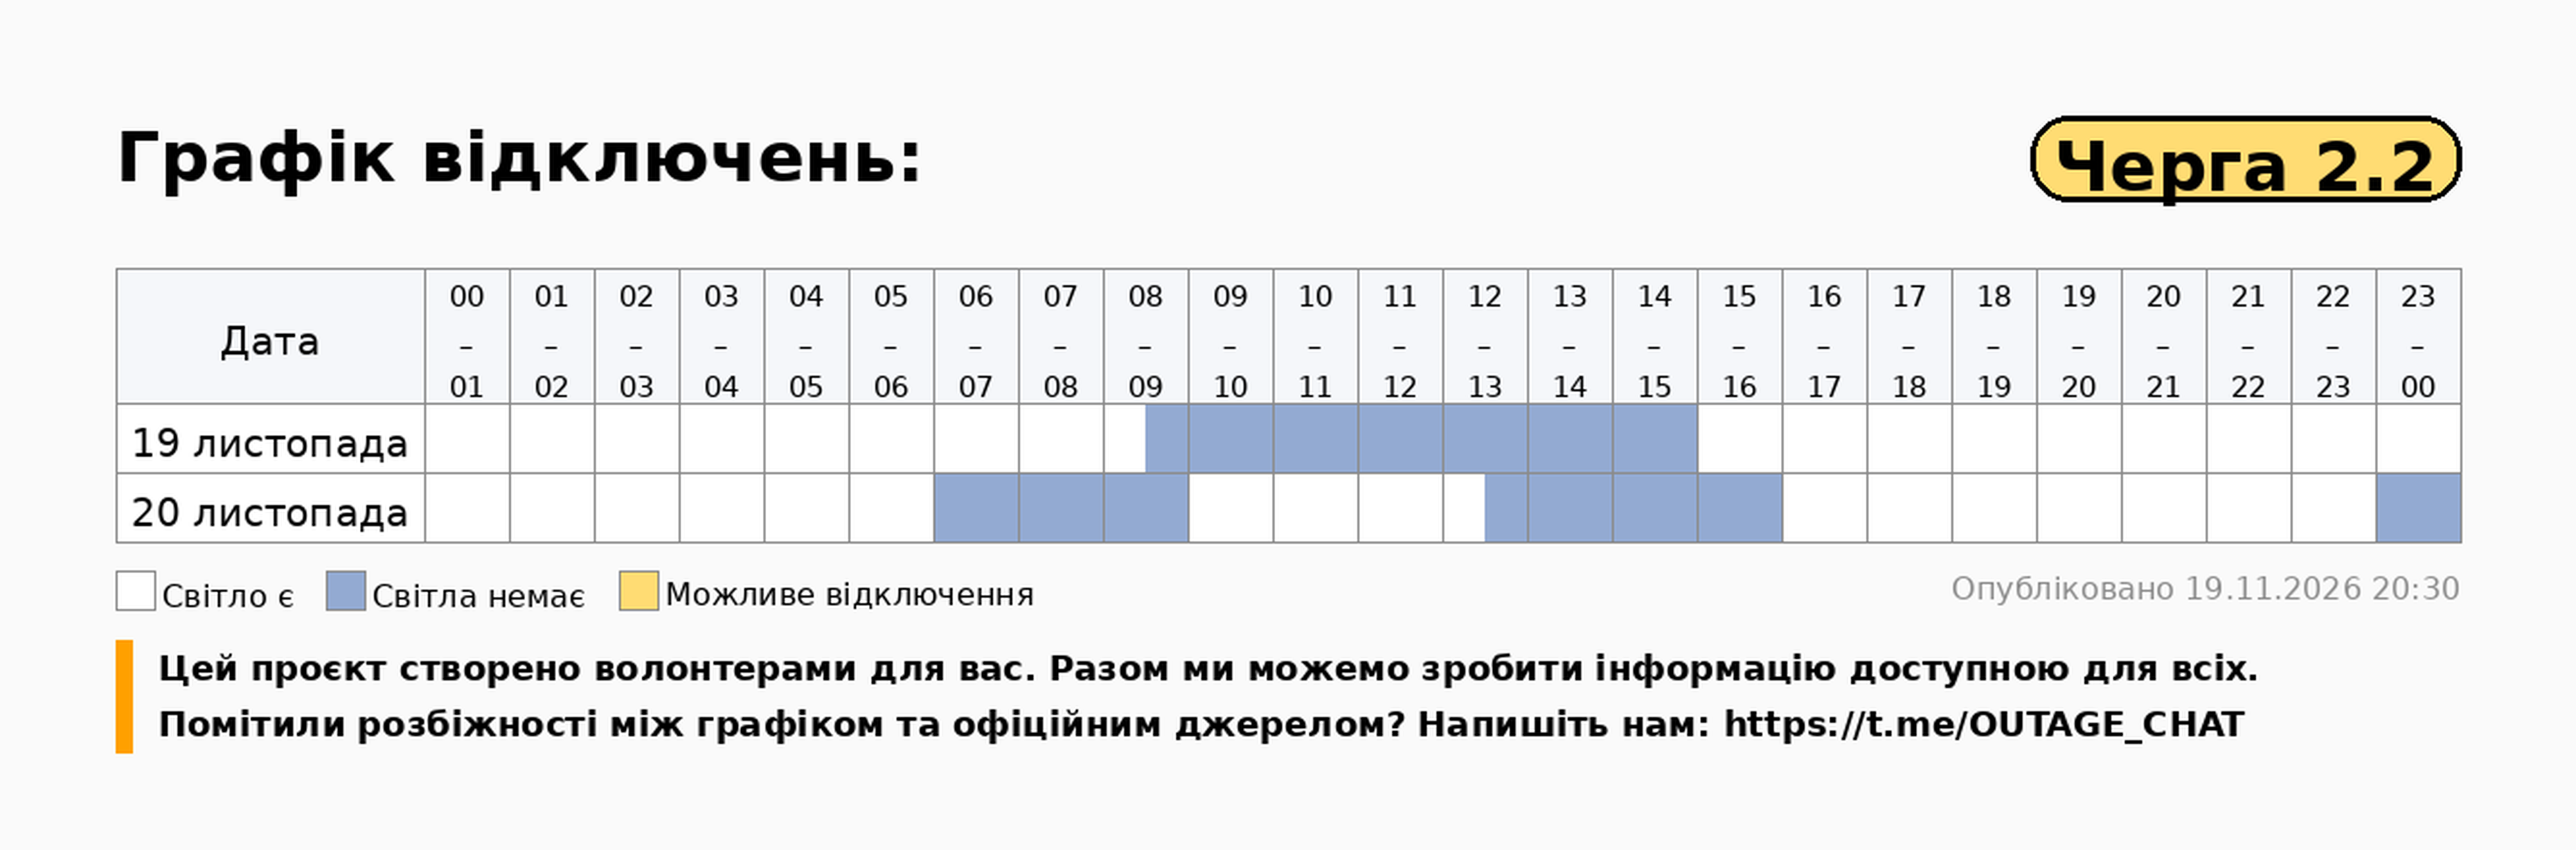 Графік відключень:
Черга 2.2
Дата 00 – 01 01 – 02 02 – 03 03 – 04 04 – 05 05 – 06 06 – 07 07 – 08 08 – 09 09 – 10 10 – 11 11 – 12 12 – 13 13 – 14 14 – 15 15 – 16 16 – 17 17 – 18 18 – 19 19 – 20 20 – 21 21 – 22 22 – 23 23 – 00
19 листопада
20 листопада
Світло є Світла немає Можливе відключення
Опубліковано 19.11.2026 20:30
Цей проєкт створено волонтерами для вас. Разом ми можемо зробити інформацію доступною для всіх.
Помітили розбіжності між графіком та офіційним джерелом? Напишіть нам: https://t.me/OUTAGE_CHAT